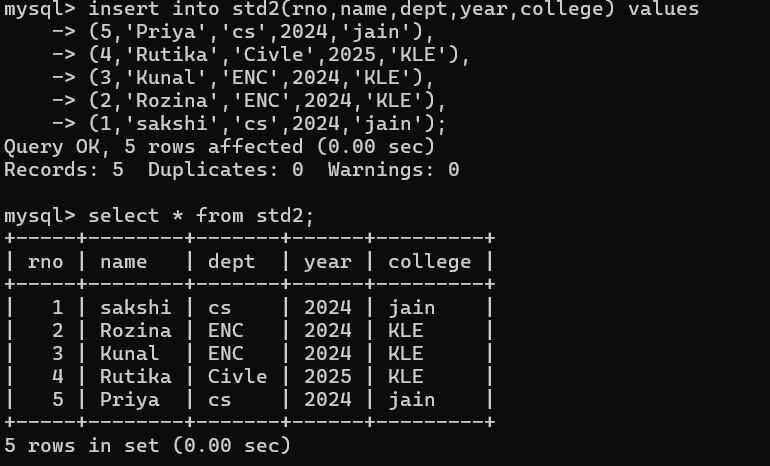 mysql> insert into std2(rno,name,dept,year,college) values
    -> (5,'Priya','cs',2024,'jain'),
    -> (4,'Rutika','Civle',2025,'KLE'),
    -> (3,'Kunal','ENC',2024,'KLE'),
    -> (2,'Rozina','ENC',2024,'KLE'),
    -> (1,'sakshi','cs',2024,'jain');
Query OK, 5 rows affected (0.00 sec)
Records: 5  Duplicates: 0  Warnings: 0

mysql> select * from std2;
+-----+--------+-------+------+---------+
| rno | name   | dept  | year | college |
+-----+--------+-------+------+---------+
|   1 | sakshi | cs    | 2024 | jain    |
|   2 | Rozina | ENC   | 2024 | KLE     |
|   3 | Kunal  | ENC   | 2024 | KLE     |
|   4 | Rutika | Civle | 2025 | KLE     |
|   5 | Priya  | cs    | 2024 | jain    |
+-----+--------+-------+------+---------+
5 rows in set (0.00 sec)